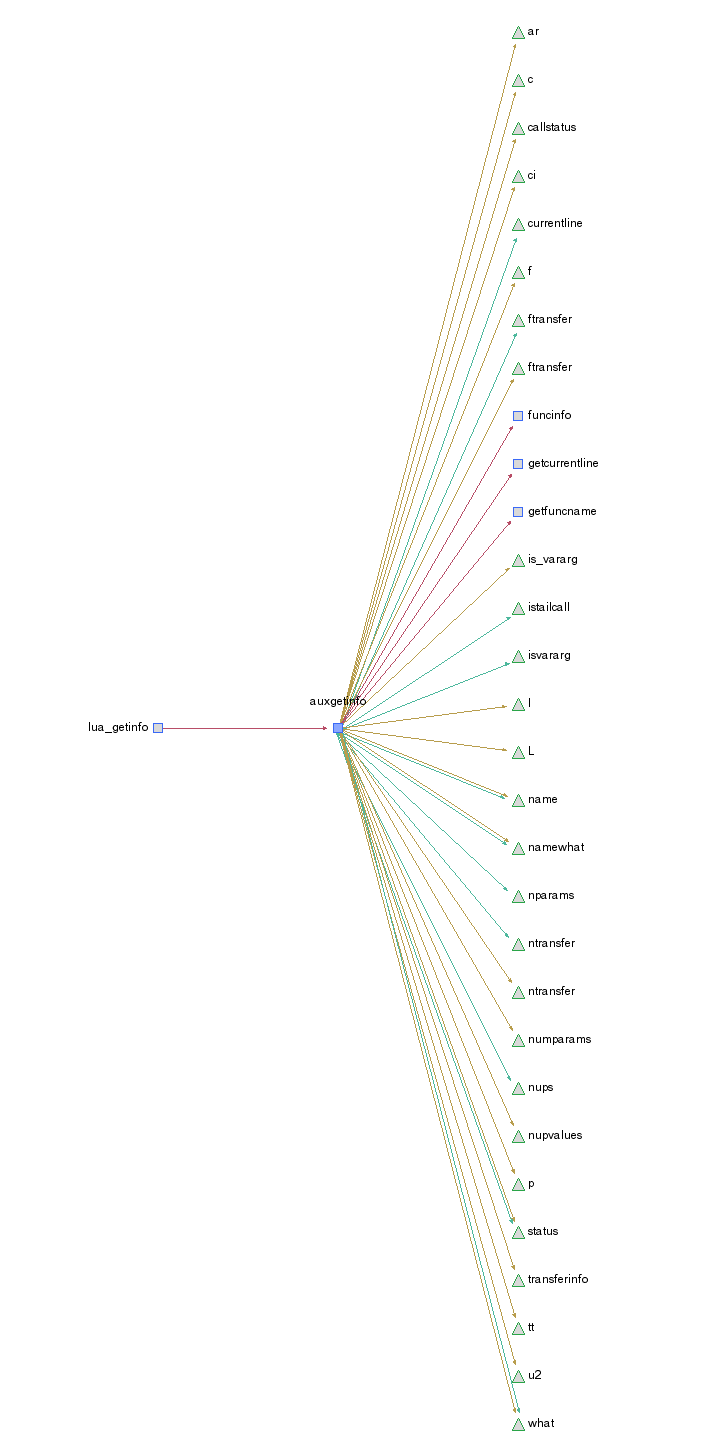 ar
c
callstatus
ci
currentline
f
ftransfer
ftransfer
funcinfo
getcurrentline
getfuncname
is_vararg
istailcall
isvararg
auxgetinfo
l
lua_getinfo
L
name
namewhat
nparams
ntransfer
ntransfer
numparams
nups
nupvalues
p
status
transferinfo
tt
u2
what